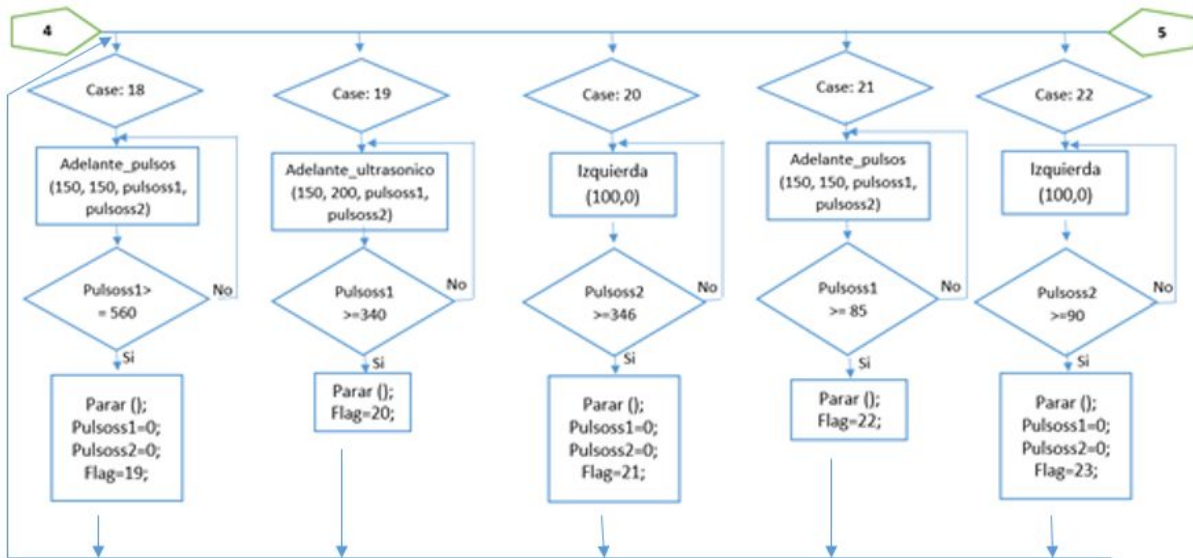 4
5
Case: 18
Adelante_pulsos
(150, 150, pulsoss1,
pulsoss2)
Pulsoss1>
= 560
No
Si
Parar ();
Pulsoss1=0;
Pulsoss2=0;
Flag=19;
Case: 19
Adelante_ultrasonico
(150, 200, pulsoss1,
pulsoss2)
Pulsoss1
>=340
No
Si
Parar ();
Flag=20;
Case: 20
Izquierda
(100,0)
Pulsoss2
>=346
No
Si
Parar ();
Pulsoss1=0;
Pulsoss2=0;
Flag=21;
Case: 21
Adelante_pulsos
(150, 150, pulsoss1,
pulsoss2)
Pulsoss1
>= 85
No
Si
Parar ();
Flag=22;
Case: 22
Izquierda
(100,0)
Pulsoss2
>=90
No
Si
Parar ();
Pulsoss1=0;
Pulsoss2=0;
Flag=23;